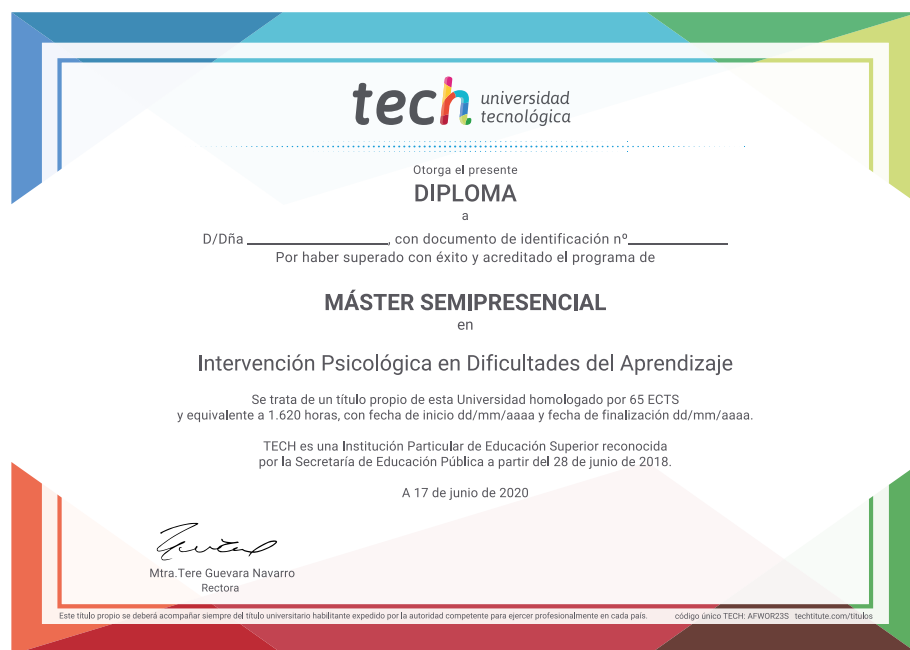 tech universidad
tecnológica
Otorga el presente
DIPLOMA
a
D/Dña ____________________, con documento de identificación nº______________
Por haber superado con éxito y acreditado el programa de
MÁSTER SEMIPRESENCIAL
en
Intervención Psicológica en Dificultades del Aprendizaje
Se trata de un título propio de esta Universidad homologado por 65 ECTS
y equivalente a 1.620 horas, con fecha de inicio dd/mm/aaaa y fecha de finalización dd/mm/aaaa.
TECH es una Institución Particular de Educación Superior reconocida
por la Secretaría de Educación Pública a partir del 28 de junio de 2018.
A 17 de junio de 2020
Mtra.Tere Guevara Navarro
Rectora
Este título propio se deberá acompañar siempre del título universitario habilitante expedido por la autoridad competente para ejercer profesionalmente en cada país. código único TECH: AFWOR23S techtitute.com/títulos